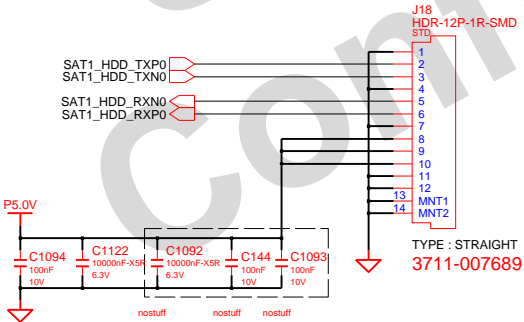 J18
HDR-12P-1R-SMD
STD
SAT1_HDD_TXP0
SAT1_HDD_TXN0
SAT1_HDD_RXN0
SAT1_HDD_RXP0
1
2
3
4
5
6
7
8
9
10
11
12
13 MNT1
14 MNT2
TYPE : STRAIGHT
3711-007689
P5.0V
C1094
100nF
10V
C1122
10000nF-X5R
6.3V
C1092
10000nF-X5R
6.3V
C144
100nF
10V
C1093
100nF
10V
nostuff
nostuff
nostuff
Conf